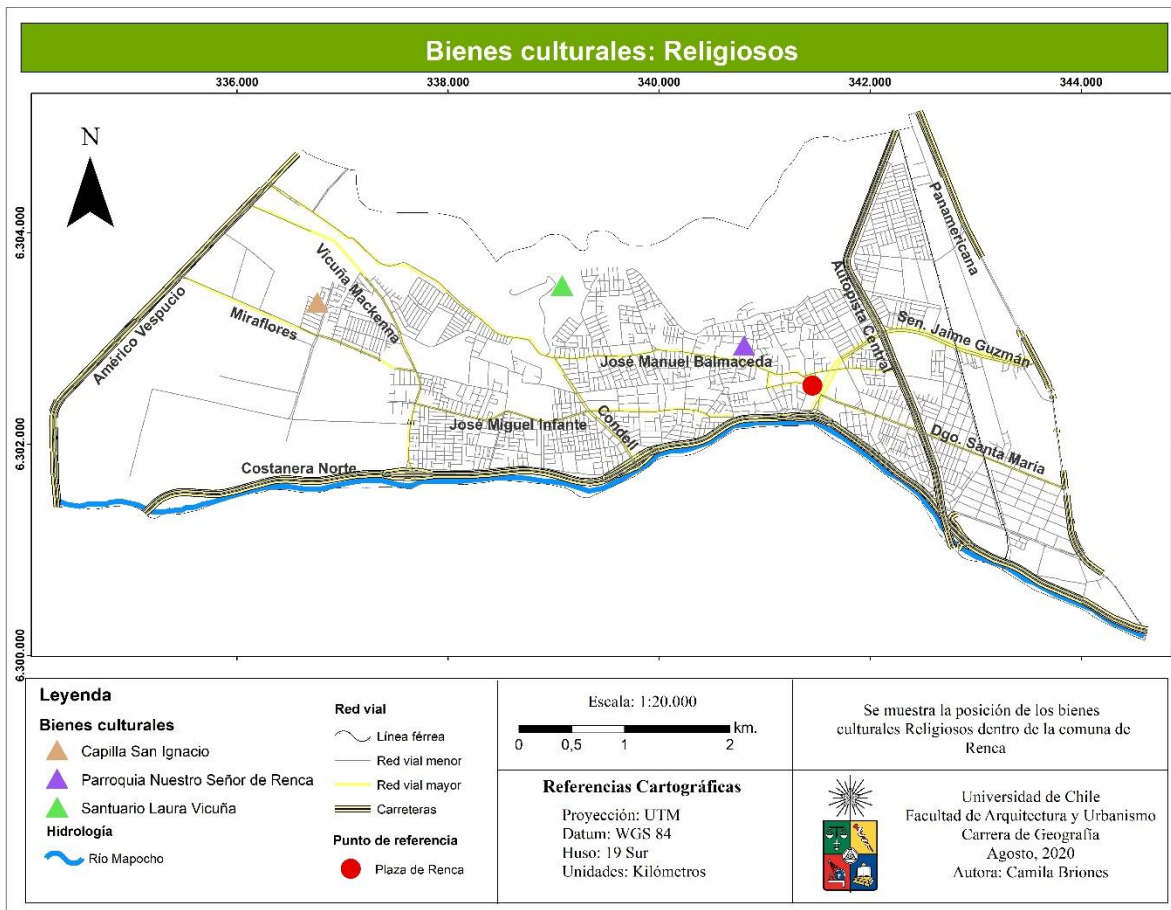 Bienes culturales: Religiosos
336.000
338.000
340.000
342.000
344.000
N
6.304.000
6.302.000
6.300.000
Américo Vespucio
Miraflores
Vicuña Mackenna
José Manuel Balmaceda
José Miguel Infante
Condell
Costanera Norte
Autopista Central
Panamericana
Sen. Jaime Guzmán
Dgo. Santa María
Leyenda
Bienes culturales
Capilla San Ignacio
Parroquia Nuestro Señor de Renca
Santuario Laura Vicuña
Hidrología
Río Mapocho
Red vial
Línea férrea
Red vial menor
Red vial mayor
Carreteras
Punto de referencia
Plaza de Renca
Escala: 1:20.000
km.
0 0,5 1 2
Referencias Cartográficas
Proyección: UTM
Datum: WGS 84
Huso: 19 Sur
Unidades: Kilómetros
Se muestra la posición de los bienes
culturales Religiosos dentro de la comuna de
Renca
Universidad de Chile
Facultad de Arquitectura y Urbanismo
Carrera de Geografía
Agosto, 2020
Autora: Camila Briones